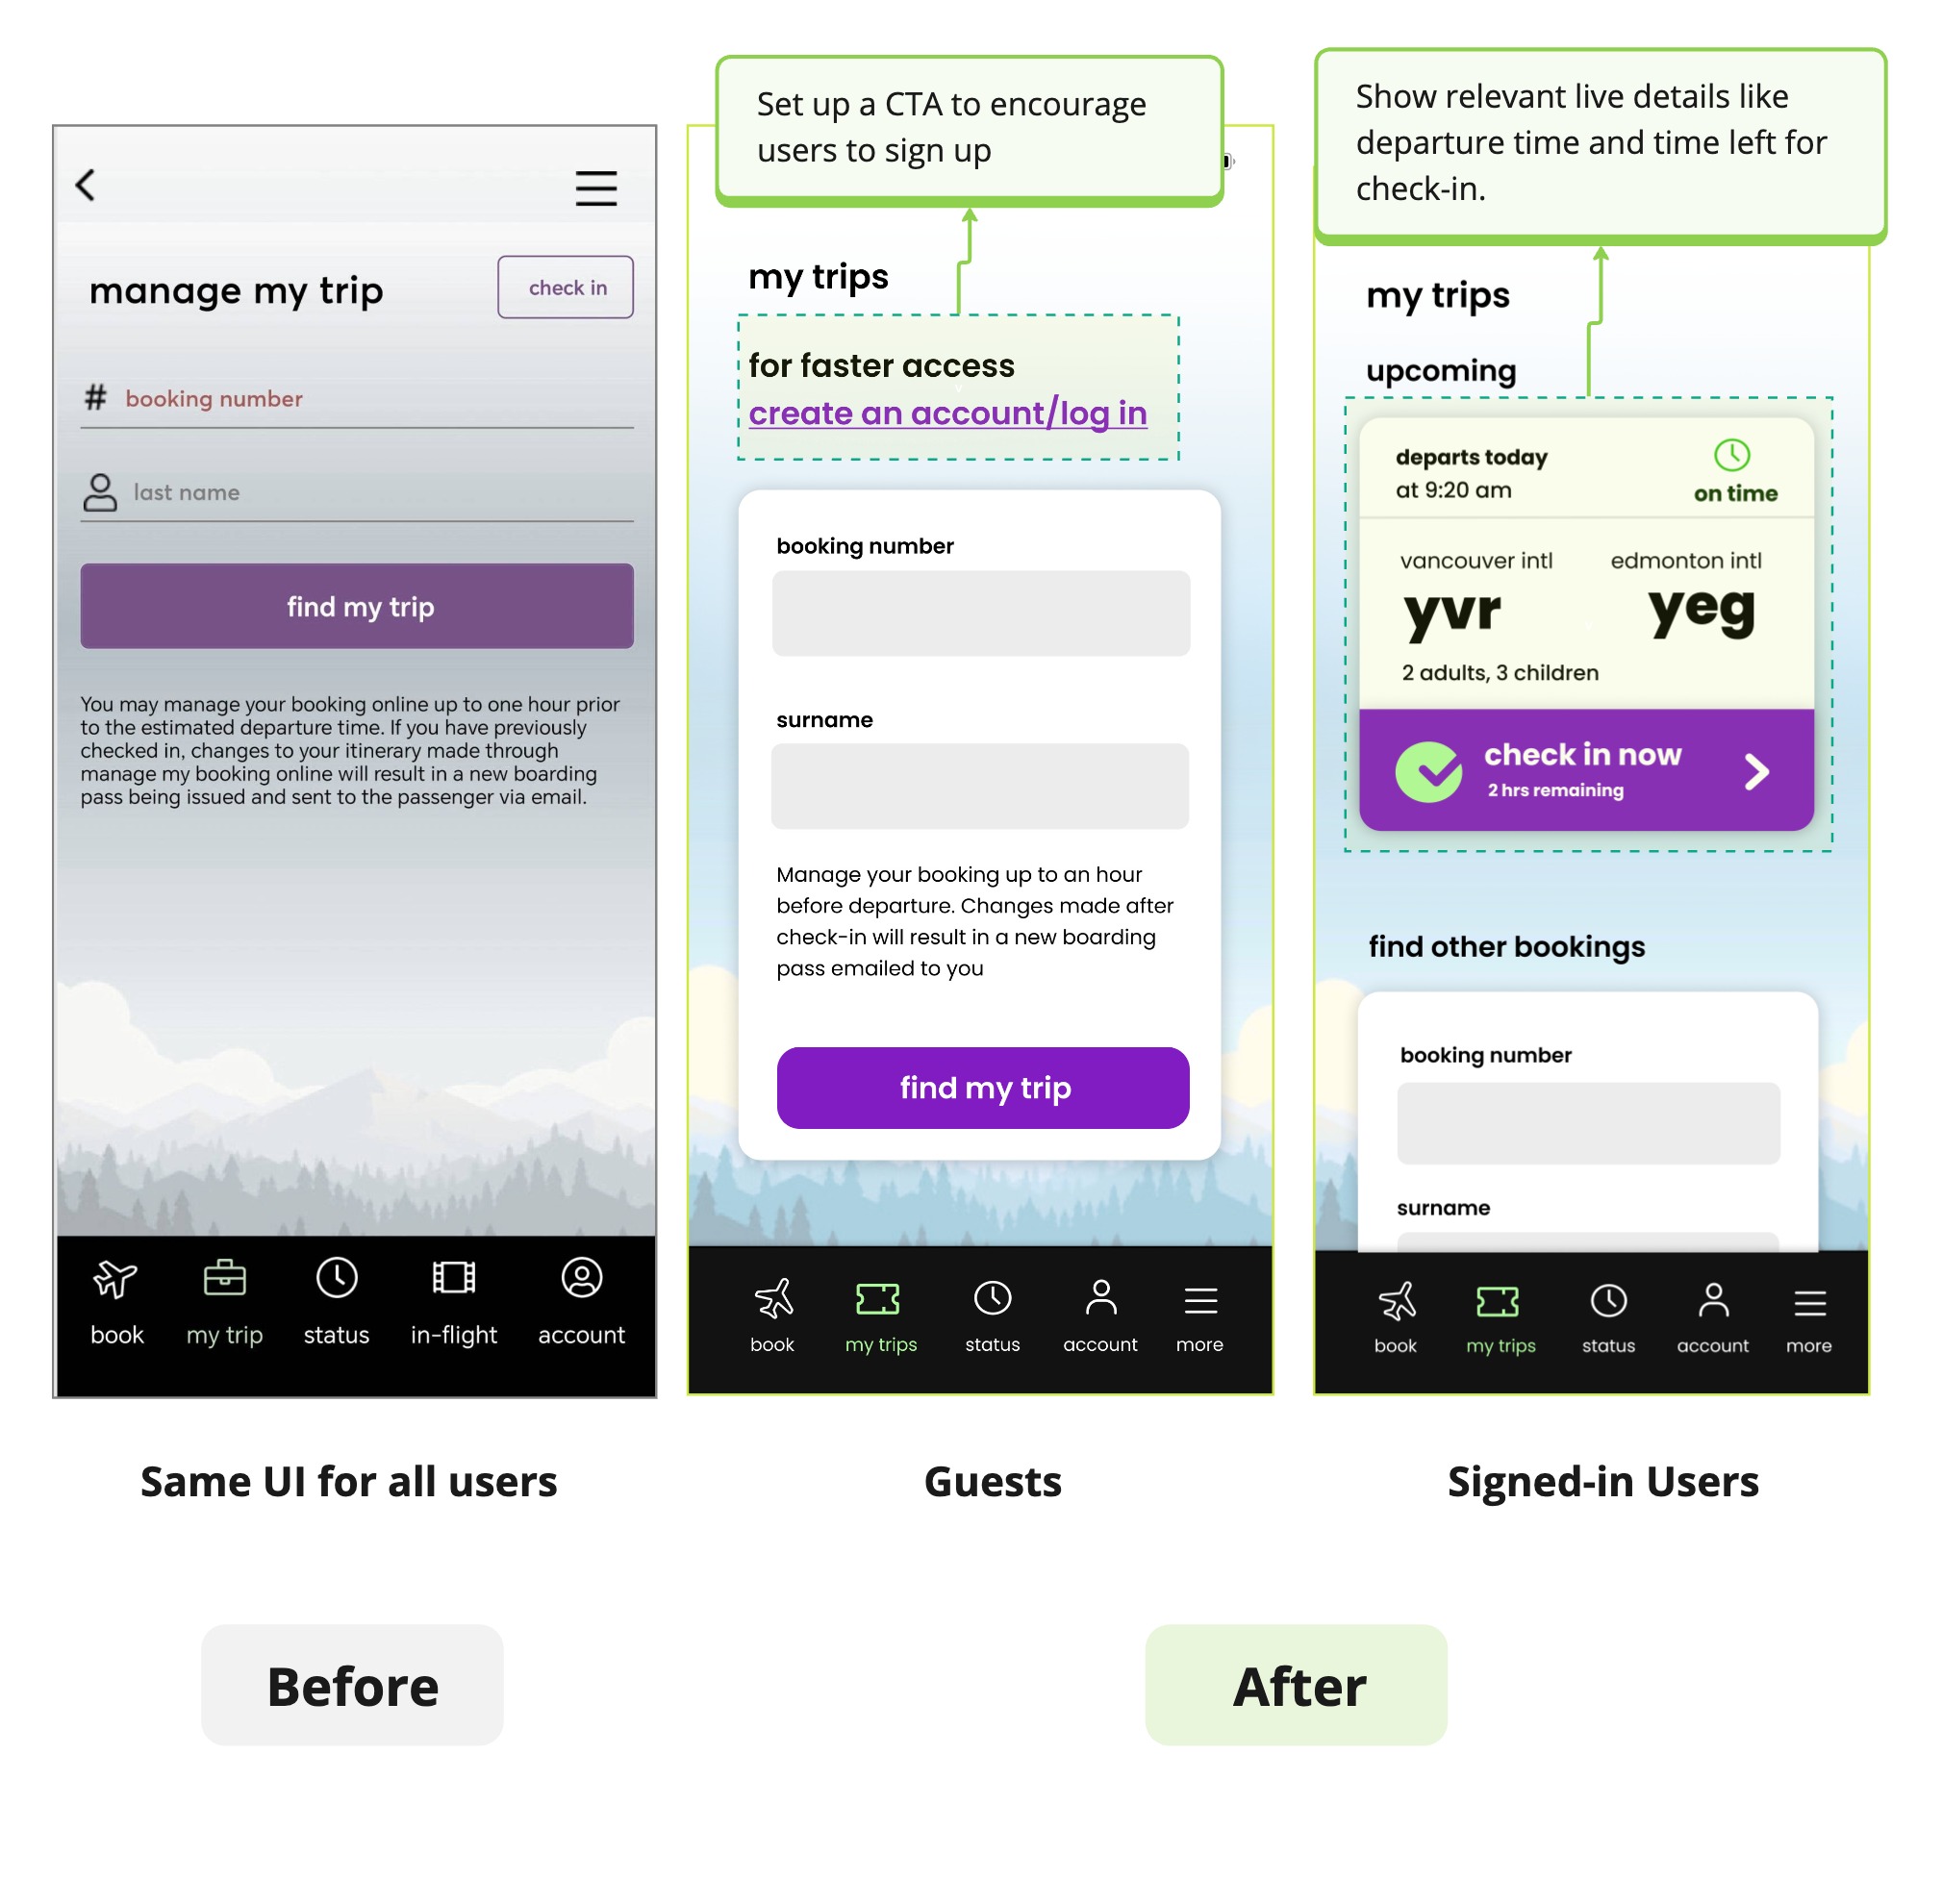 Set up a CTA to encourage
users to sign up
Show relevant live details like
departure time and time left for
check-in.
manage my trip
check in
# booking number
last name
find my trip
You may manage your booking online up to one hour prior
to the estimated departure time. If you have previously
checked in, changes to your itinerary made through
manage my booking online will result in a new boarding
pass being issued and sent to the passenger via email.
book
my trip
status
in-flight
account
my trips
for faster access
create an account/log in
booking number
surname
Manage your booking up to an hour
before departure. Changes made after
check-in will result in a new boarding
pass emailed to you
find my trip
book
my trips
status
account
more
my trips
upcoming
departs today
at 9:20 am
on time
vancouver intl
edmonton intl
yvr
yeg
2 adults, 3 children
check in now
2 hrs remaining
find other bookings
booking number
surname
book
my trips
status
account
more
Same UI for all users
Guests
Signed-in Users
Before
After